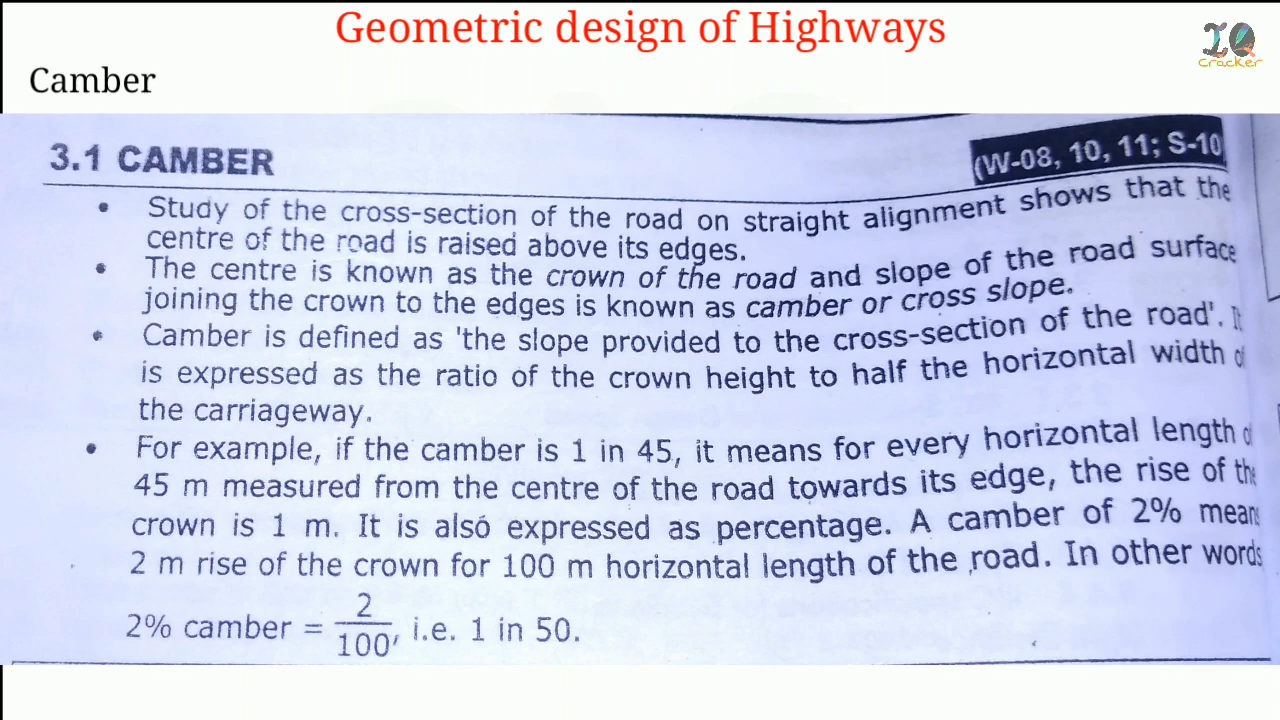 Geometric design of Highways
IQ
cracker
Camber
3.1 CAMBER
(W-08, 10, 11; S-10
• Study of the cross-section of the road on straight alignment shows that the
centre of the road is raised above its edges.
• The centre is known as the crown of the road and slope of the road surface
joining the crown to the edges is known as camber or cross slope.
• Camber is defined as 'the slope provided to the cross-section of the road'. It
is expressed as the ratio of the crown height to half the horizontal width of
the carriageway.
• For example, if the camber is 1 in 45, it means for every horizontal length of
45 m measured from the centre of the road towards its edge, the rise of the
crown is 1 m. It is also expressed as percentage. A camber of 2% means
2 m rise of the crown for 100 m horizontal length of the road. In other words
2% camber = 2/100, i.e. 1 in 50.